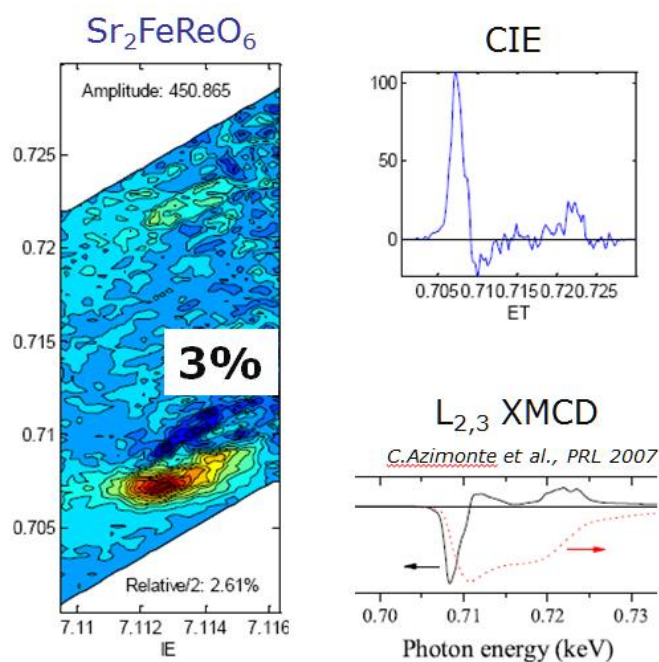 Sr₂FeReO₆
Amplitude: 450.865
0.725
0.72
0.715
0.71
0.705
3%
Relative/2: 2.61%
7.11 7.112 7.114 7.116
IE
CIE
100
50
0
0.705 0.710 0.715 0.720 0.725
ET
L₂,₃ XMCD
C.Azimonte et al., PRL 2007
0.70 0.71 0.72 0.73
Photon energy (keV)